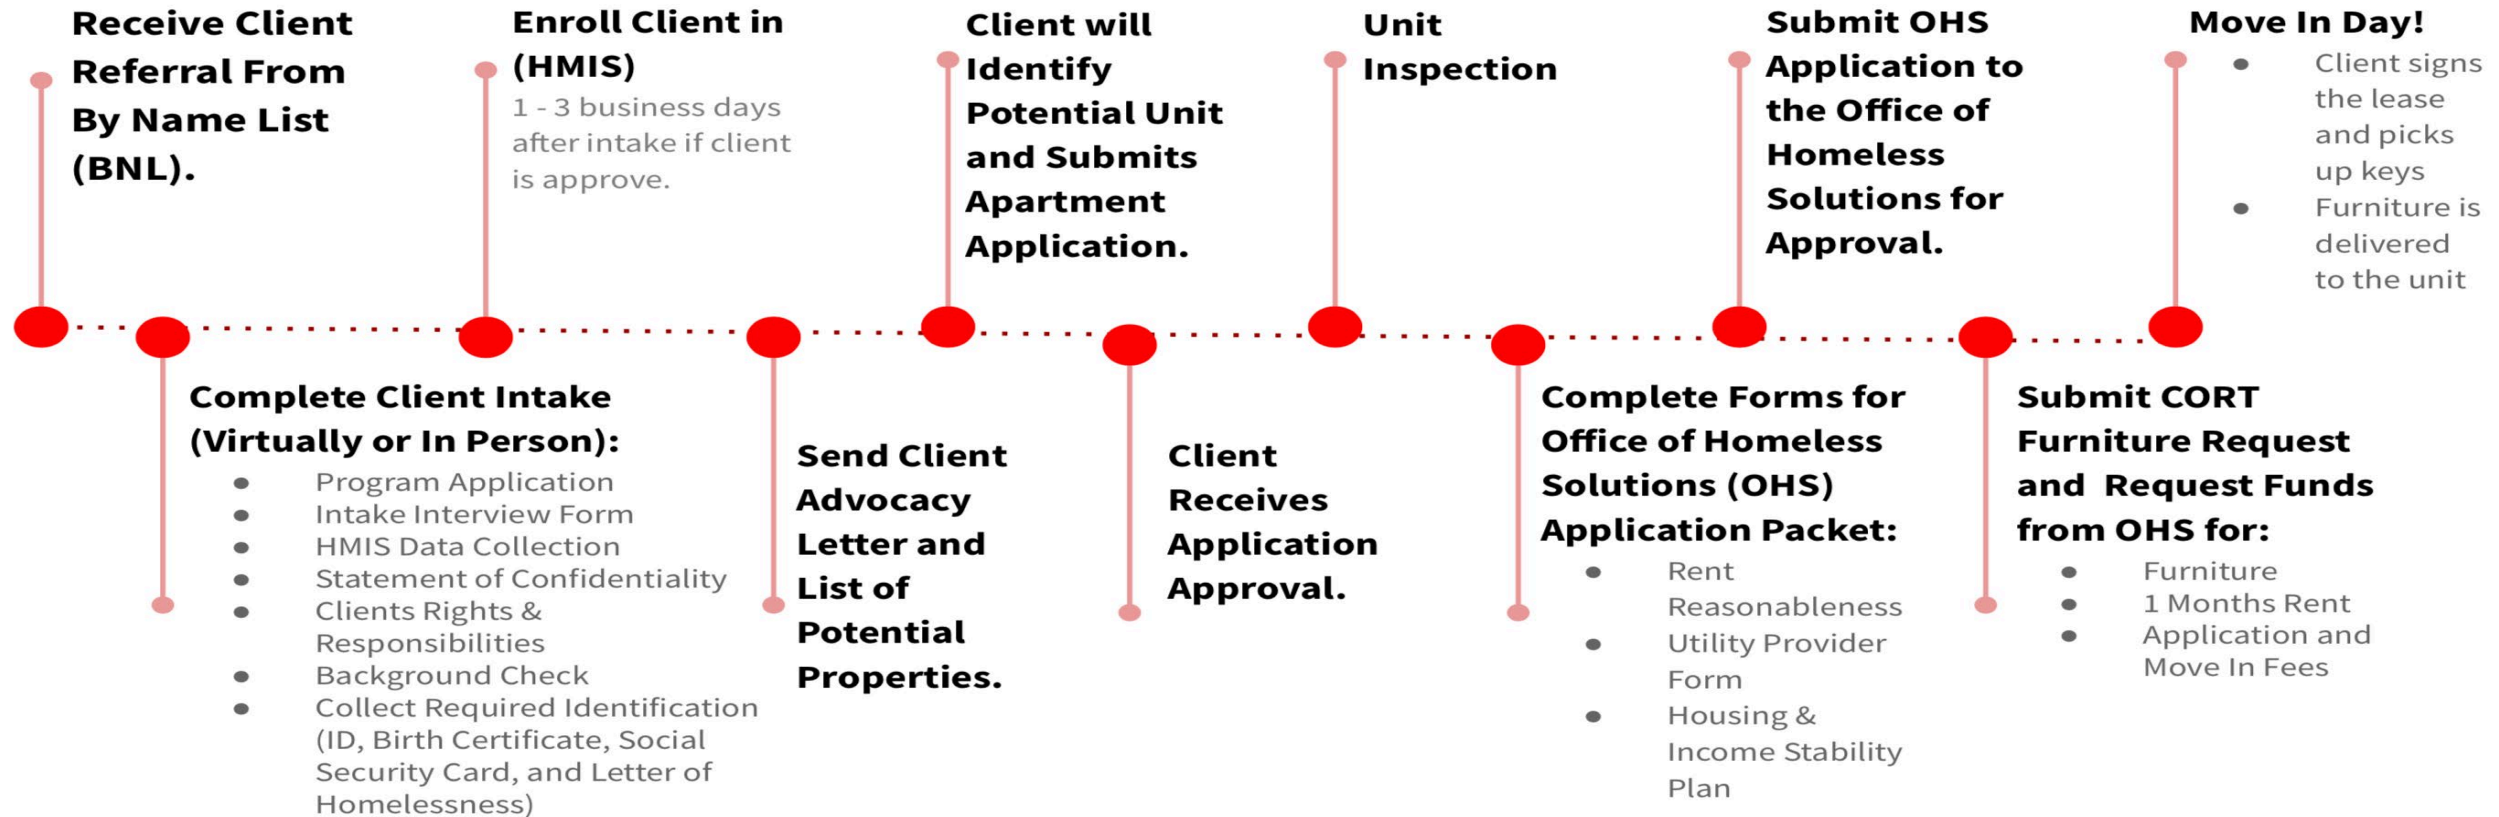 Receive Client
Referral From
By Name List
(BNL).
Complete Client Intake
(Virtually or In Person):
● Program Application
● Intake Interview Form
● HMIS Data Collection
● Statement of Confidentiality
● Clients Rights &
Responsibilities
● Background Check
● Collect Required Identification
(ID, Birth Certificate, Social
Security Card, and Letter of
Homelessness)
Enroll Client in
(HMIS)
1 - 3 business days
after intake if client
is approve.
Send Client
Advocacy
Letter and
List of
Potential
Properties.
Client will
Identify
Potential Unit
and Submits
Apartment
Application.
Client
Receives
Application
Approval.
Unit
Inspection
Complete Forms for
Office of Homeless
Solutions (OHS)
Application Packet:
● Rent
Reasonableness
● Utility Provider
Form
● Housing &
Income Stability
Plan
Submit OHS
Application to
the Office of
Homeless
Solutions for
Approval.
Submit CORT
Furniture Request
and  Request Funds
from OHS for:
● Furniture
● 1 Months Rent
● Application and
Move In Fees
Move In Day!
● Client signs
the lease
and picks
up keys
● Furniture is
delivered
to the unit